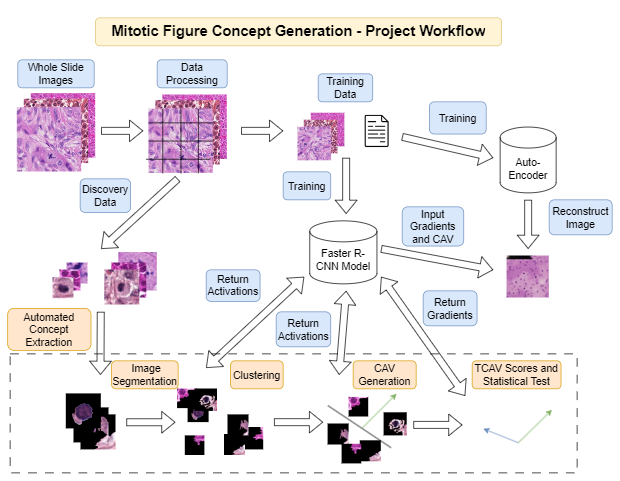 Mitotic Figure Concept Generation - Project Workflow
Whole Slide
Images
Data
Processing
Training
Data
Training
Auto-
Encoder
Discovery
Data
Training
Input
Gradients
and CAV
Reconstruct
Image
Faster R-
CNN Model
Return
Activations
Return
Activations
Return
Gradients
Automated
Concept
Extraction
Image
Segmentation
Clustering
CAV
Generation
TCAV Scores and
Statistical Test